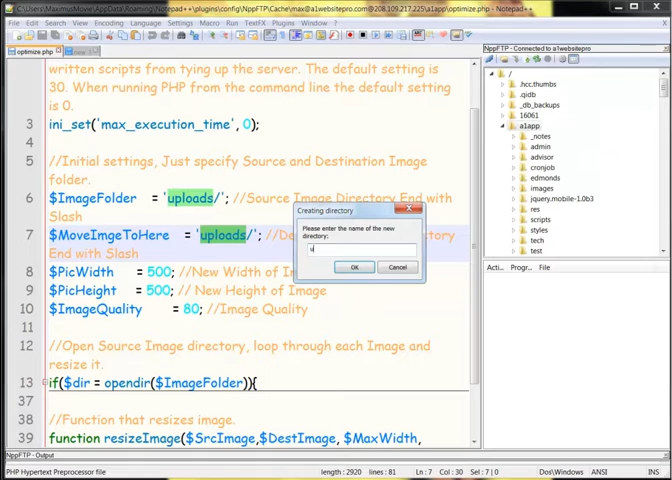 C:\Users\MaximusMoyie\AppData\Roaming\Notepad++\plugins\config\NppFTP\Cache\max@a1websitepro.com@208.109.217.225\a1app\optimize.php - Notepad++
File Edit Search View Encoding Language Settings Macro Run TextFX Plugins Window ?
optimize.php
written scripts from tying up the server. The default setting is
30. When running PHP from the command line the default setting
is 0.
3 ini_set('max_execution_time', 0);
4
5 //Initial settings, Just specify Source and Destination Image
folder.
6 $ImageFolder = 'uploads/'; //Source Image Directory End with
Slash
7 $MoveImgeToHere = 'uploads/'; //De
ctory
End with Slash
8 $PicWidth = 500; //New Width of I
9 $PicHeight = 500; // New Height of Image
10 $ImageQuality = 80; //Image Quality
11
12 //Open Source Image directory, loop through each Image and
resize it.
13 if($dir = opendir($ImageFolder)){
37
38 //Function that resizes image.
39 function resizeImage($SrcImage,$DestImage, $MaxWidth,
Creating directory
Please enter the name of the new
directory:
u
OK
Cancel
NppFTP - Connected to a1websitepro
/
.hcc.thumbs
.qidb
_db_backups
16061
a1app
_notes
admin
advisor
cronjob
edmonds
images
jquery.mobile-1.0b3
res
scripts
styles
tech
test
Action Progress
NppFTP - Output
PHP Hypertext Preprocessor file
length : 2920 lines : 81
Ln : 7 Col : 30 Sel : 7 | 0
Dos\Windows
ANSI
INS